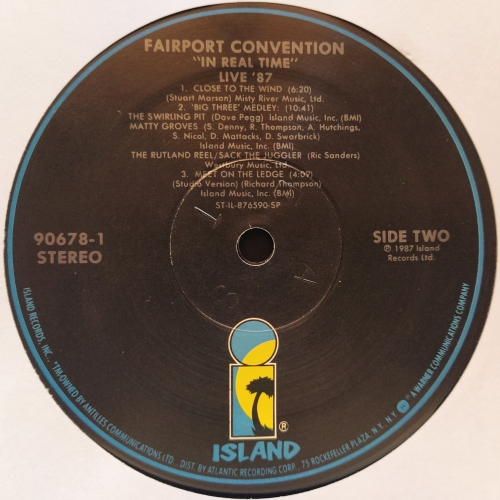 FAIRPORT CONVENTION
"IN REAL TIME"
LIVE '87
1. CLOSE TO THE WIND (6:20)
(Stuart Marson) Misty River Music, Ltd.
2. 'BIG THREE' MEDLEY: (10:41)
THE SWIRLING PIT (Dave Pegg) Island Music, Inc. (BMI)
MATTY GROVES (S. Denny, R. Thompson, A. Hutchings,
S. Nicol, D. Mattacks, D. Swarbrick)
Island Music, Inc. (BMI)
THE RUTLAND REEL/SACK THE JUGGLER (Ric Sanders)
Westbury Music Ltd.
3. MEET ON THE LEDGE (4:09)
(Studio Version) (Richard Thompson)
Island Music, Inc. (BMI)
ST-IL-876590-SP
90678-1
STEREO
SIDE TWO
℗ 1987 Island
Records Ltd.
i
®
ISLAND
ISLAND RECORDS, INC., *T.M.OWNED BY ANTILLES COMMUNICATIONS LTD.. DIST. BY ATLANTIC RECORDING CORP., 75 ROCKEFELLER PLAZA, N.Y., N.Y. A WARNER COMMUNICATIONS COMPANY